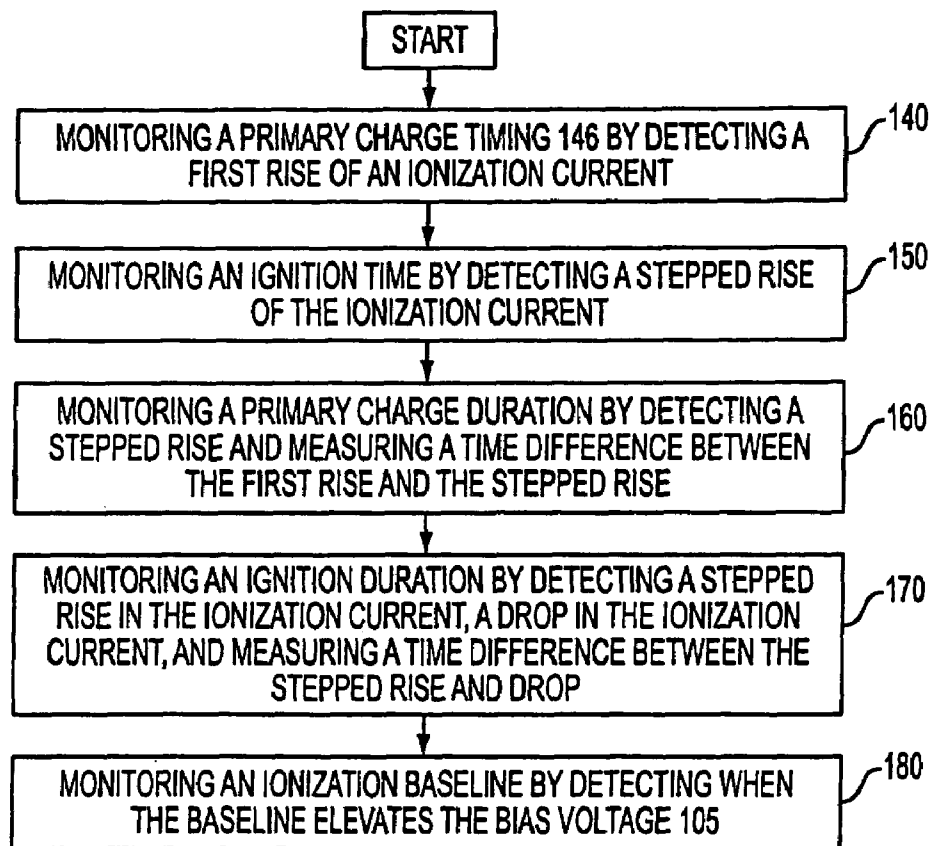 START
MONITORING A PRIMARY CHARGE TIMING 146 BY DETECTING A
FIRST RISE OF AN IONIZATION CURRENT
140
MONITORING AN IGNITION TIME BY DETECTING A STEPPED RISE
OF THE IONIZATION CURRENT
150
MONITORING A PRIMARY CHARGE DURATION BY DETECTING A
STEPPED RISE AND MEASURING A TIME DIFFERENCE BETWEEN
THE FIRST RISE AND THE STEPPED RISE
160
MONITORING AN IGNITION DURATION BY DETECTING A STEPPED
RISE IN THE IONIZATION CURRENT, A DROP IN THE IONIZATION
CURRENT, AND MEASURING A TIME DIFFERENCE BETWEEN THE
STEPPED RISE AND DROP
170
MONITORING AN IONIZATION BASELINE BY DETECTING WHEN
THE BASELINE ELEVATES THE BIAS VOLTAGE 105
180